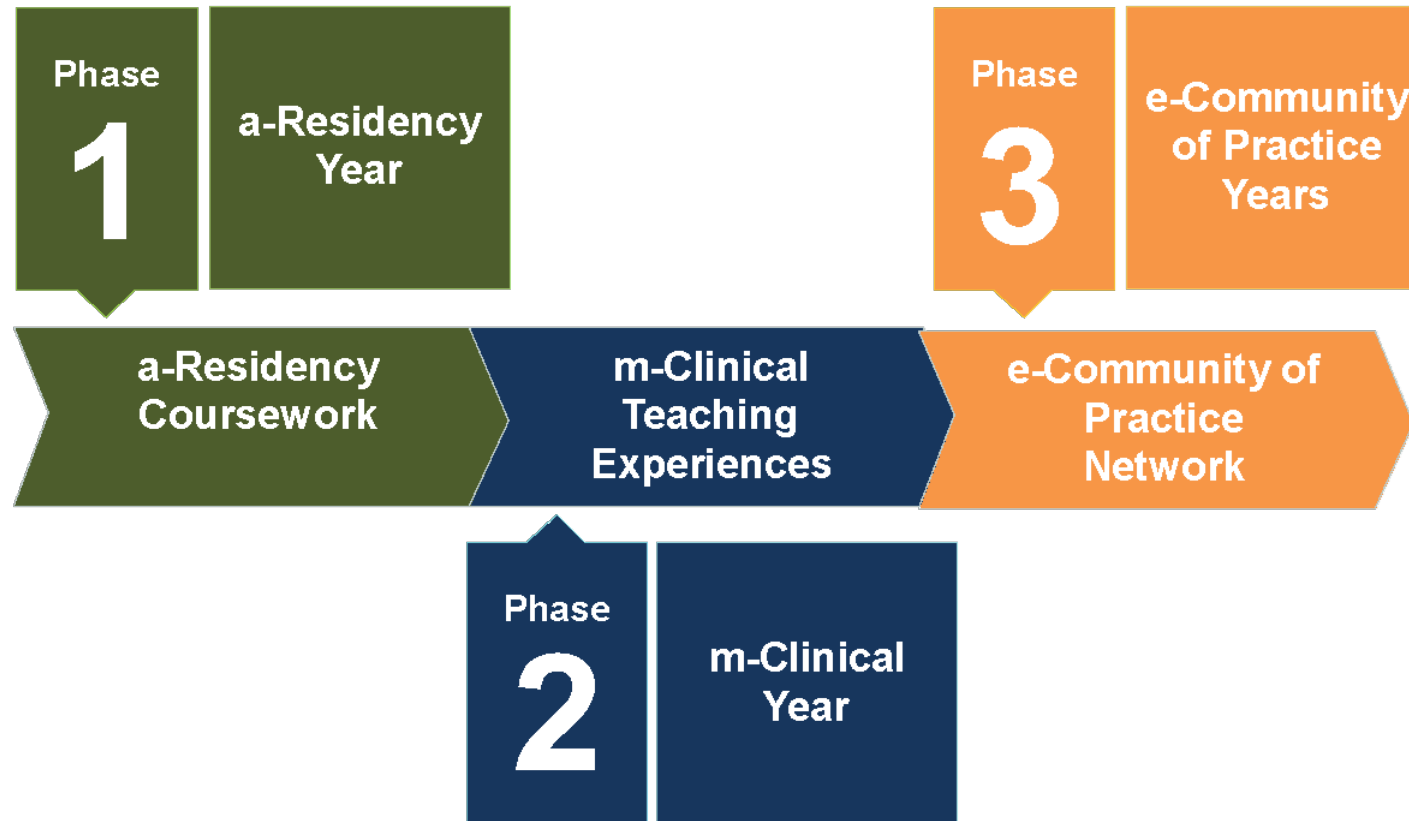 Phase
1
a-Residency
Year
Phase
3
e-Community
of Practice
Years
a-Residency
Coursework
m-Clinical
Teaching
Experiences
e-Community of
Practice
Network
Phase
2
m-Clinical
Year